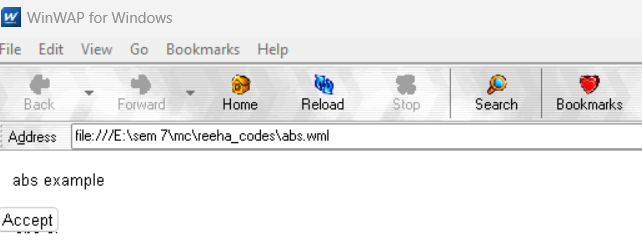 WinWAP for Windows
File Edit View Go Bookmarks Help
Back Forward Home Reload Stop Search Bookmarks
Address file:///E:\sem 7\mc\reeha_codes\abs.wml
abs example
Accept